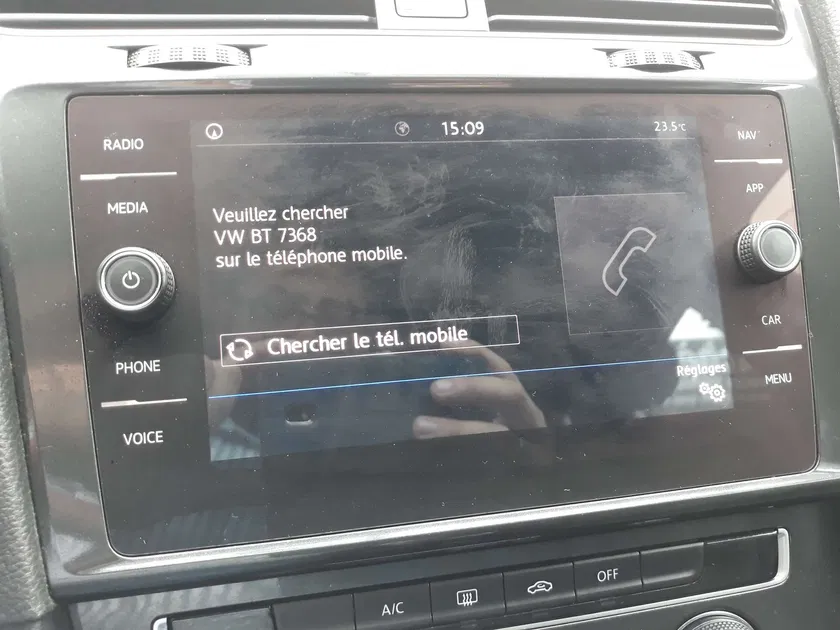 15:09
23.5°C
RADIO
MEDIA
PHONE
VOICE
Veuillez chercher
VW BT 7368
sur le téléphone mobile.
Chercher le tél. mobile
Réglages
NAV
APP
CAR
MENU
A/C
OFF